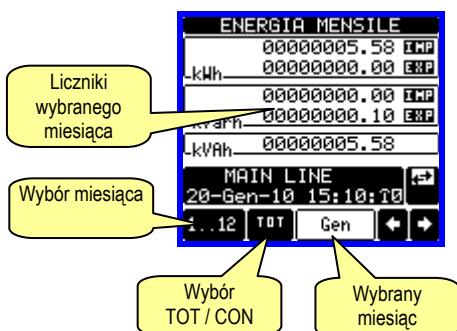 ENERGIA MENSILE
00000005.58 IMP
kWh 00000000.00 EXP
00000000.00 IMP
kvarh 00000000.10 EXP
kVAh 00000005.58
MAIN LINE
20-Gen-10 15:10:10
1..12 TOT Gen
Liczniki
wybranego
miesiąca
Wybór miesiąca
Wybór
TOT / CON
Wybrany
miesiąc